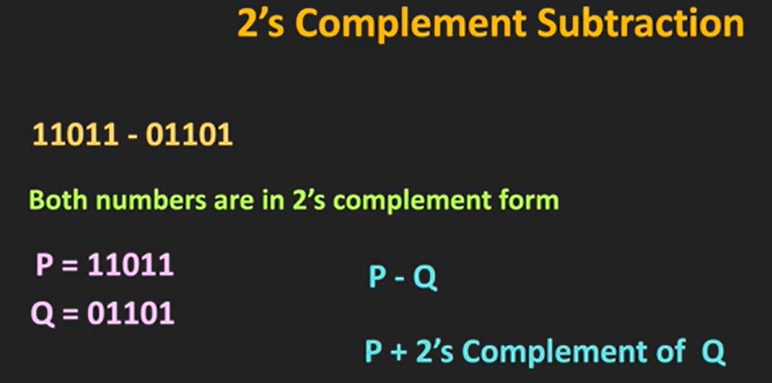 2’s Complement Subtraction
11011 - 01101
Both numbers are in 2’s complement form
P = 11011
Q = 01101
P - Q
P + 2’s Complement of Q